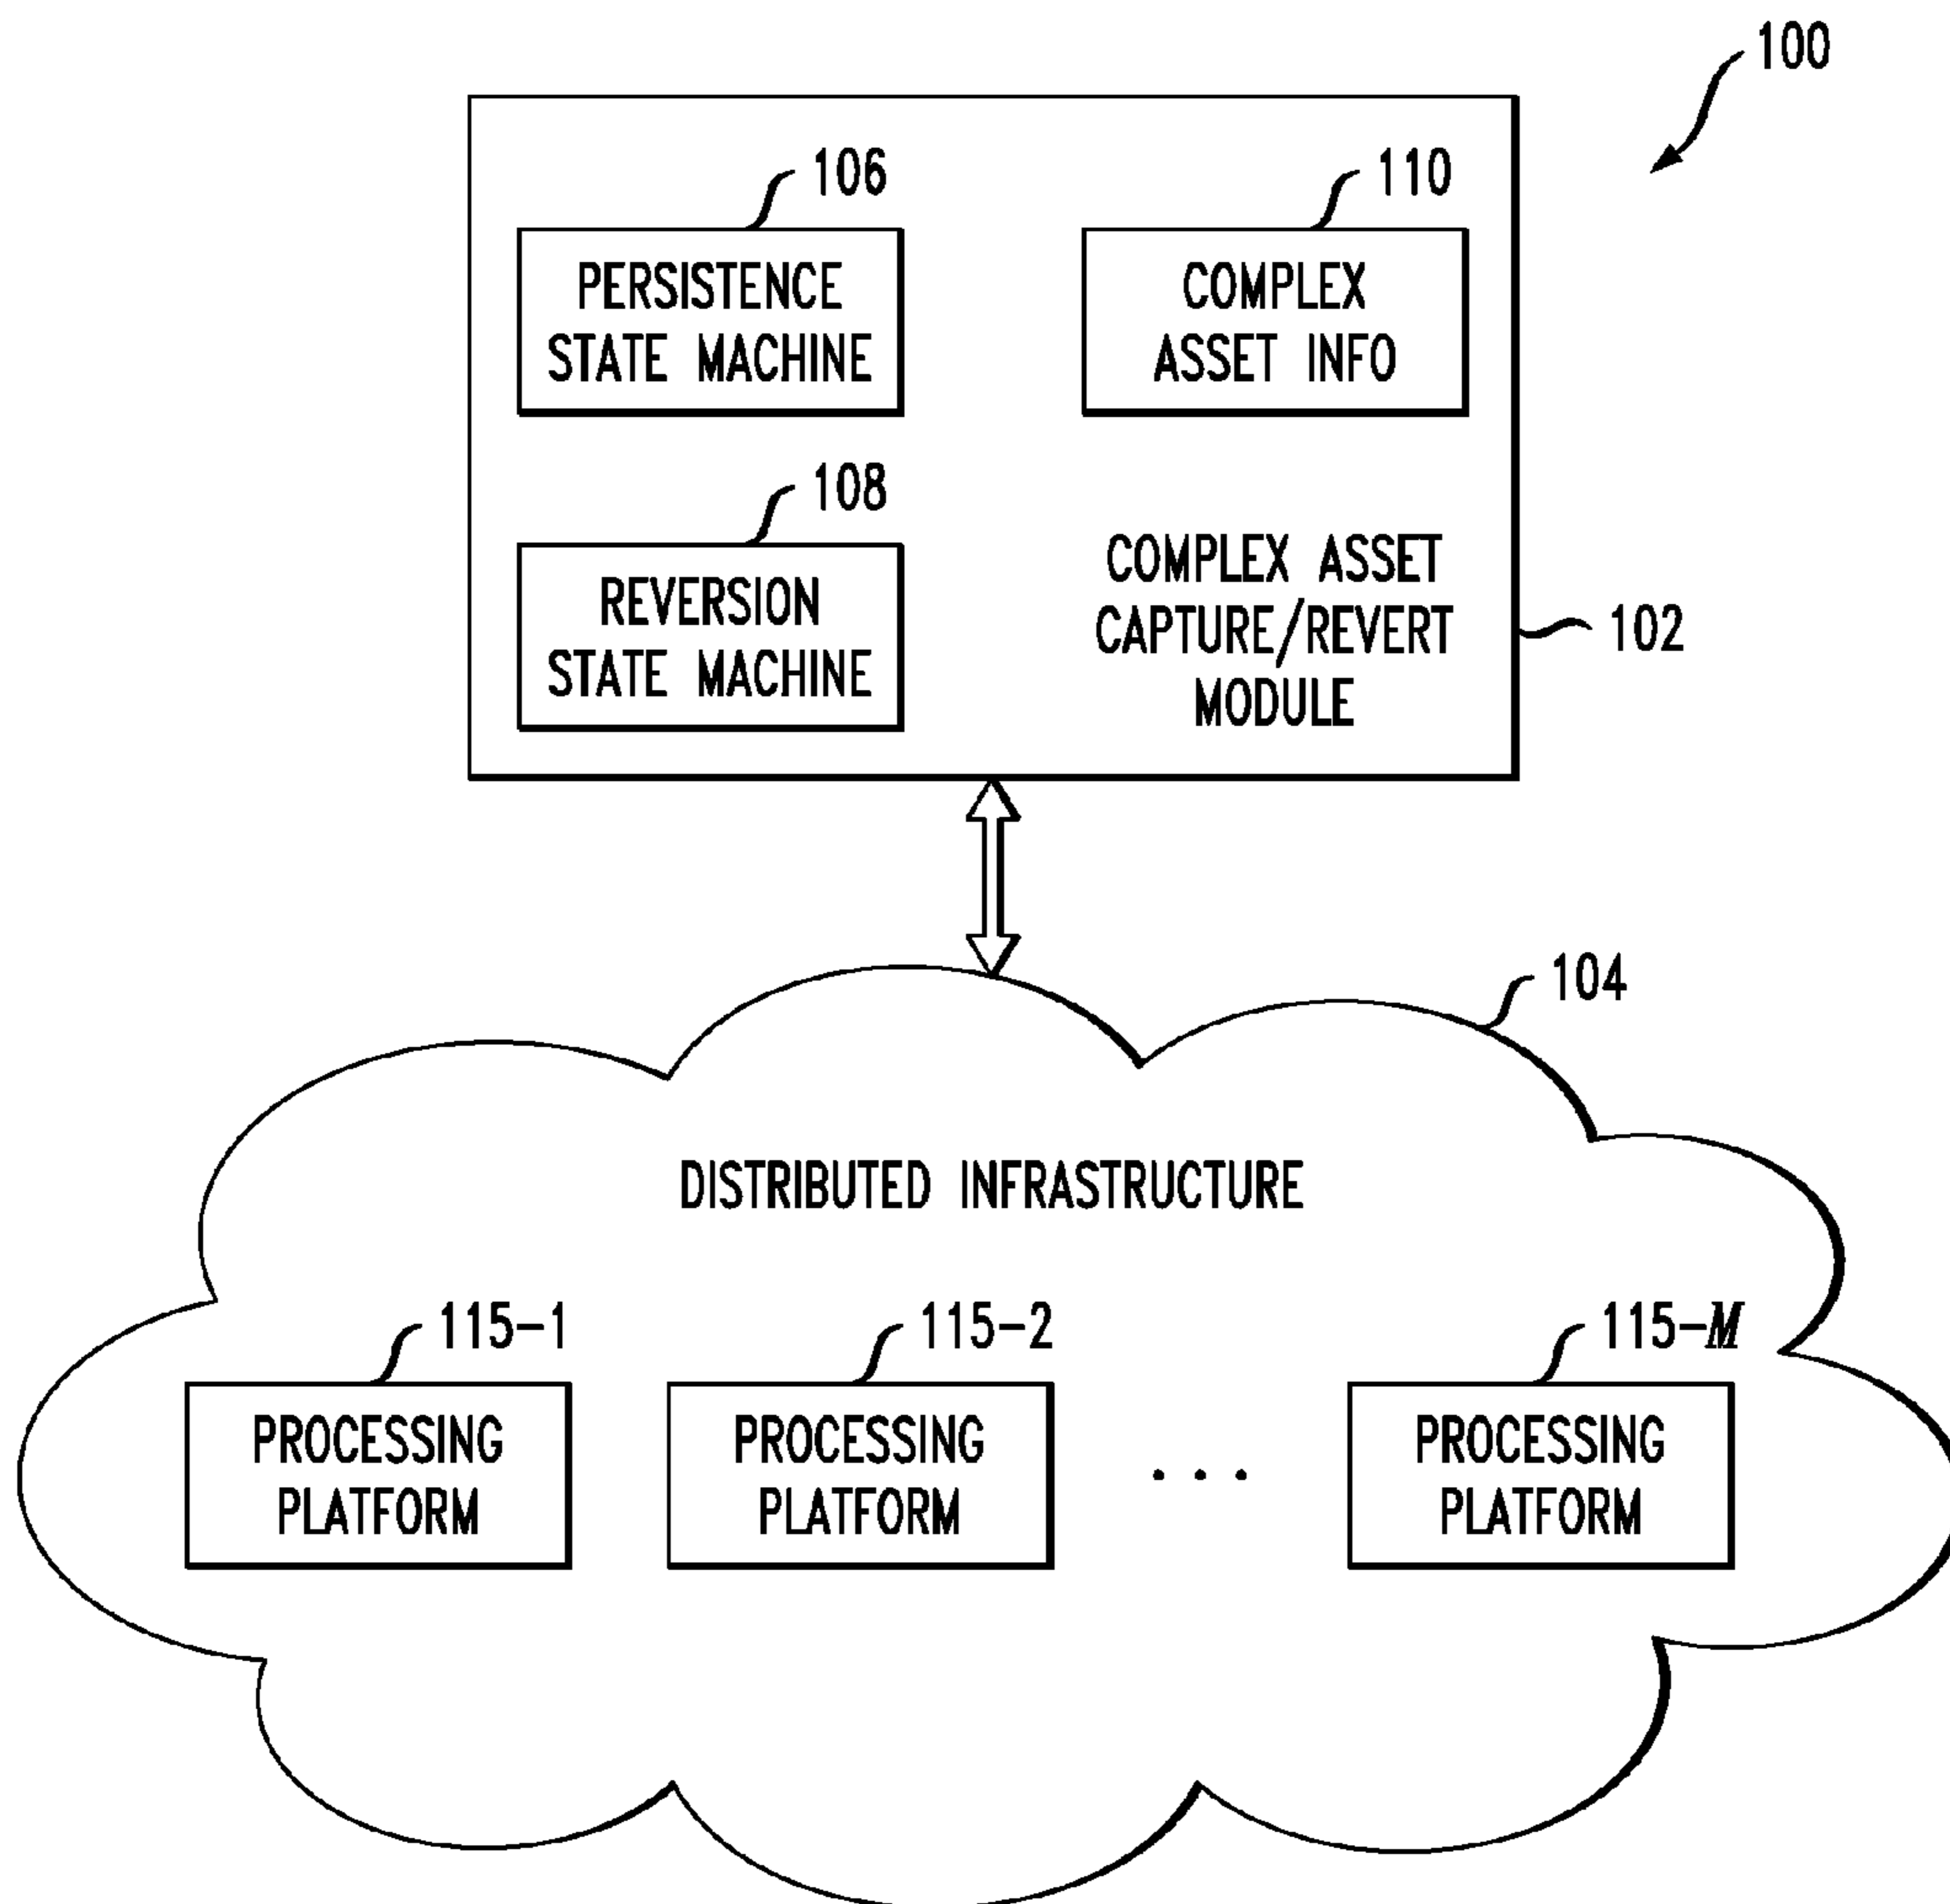 100
106
PERSISTENCE
STATE MACHINE
110
COMPLEX
ASSET INFO
108
REVERSION
STATE MACHINE
COMPLEX ASSET
CAPTURE/REVERT
MODULE
102
104
DISTRIBUTED INFRASTRUCTURE
115-1
PROCESSING
PLATFORM
115-2
PROCESSING
PLATFORM
...
115-M
PROCESSING
PLATFORM